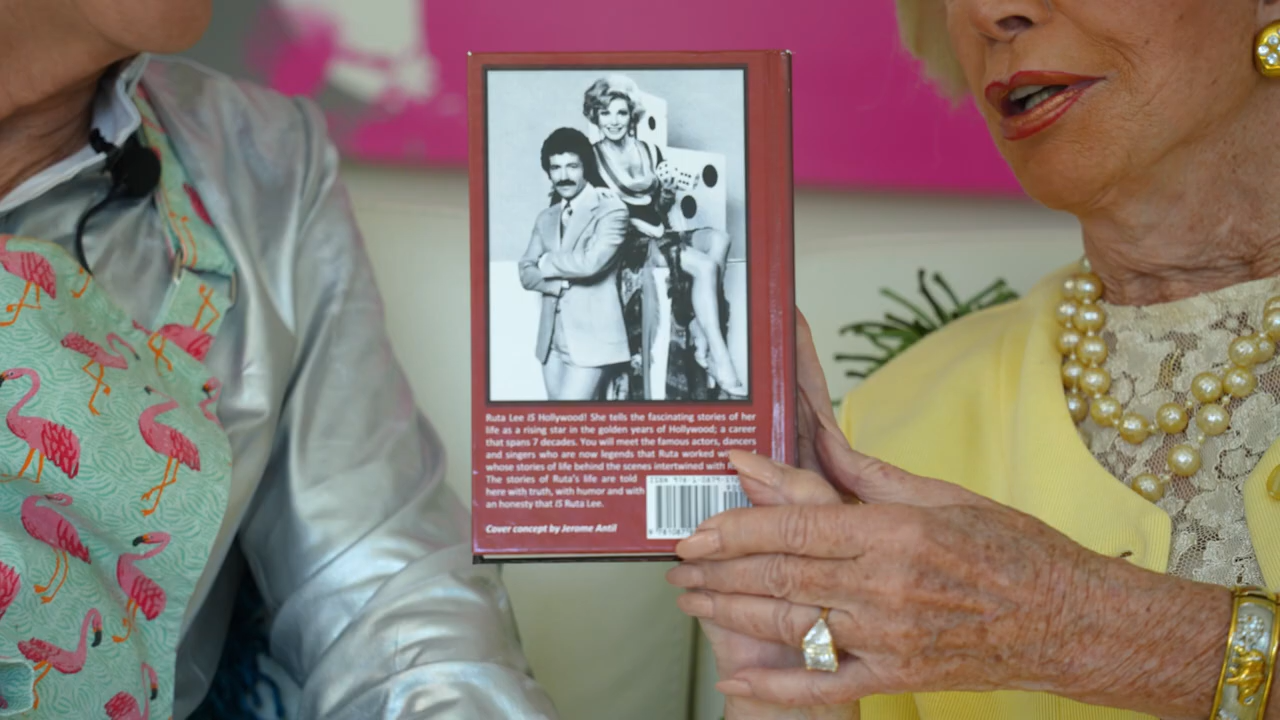 Ruta Lee iS Hollywood! She tells the fascinating stories of her
life as a rising star in the golden years of Hollywood; a career
that spans 7 decades. You will meet the famous actors, dancers
and singers who are now legends that Ruta worked
whose stories of life behind the scenes intertwined with
The stories of Ruta's life are told
here with truth, with humor and with
an honesty that iS Ruta Lee.
Cover concept by Jerome Antil
ISBN